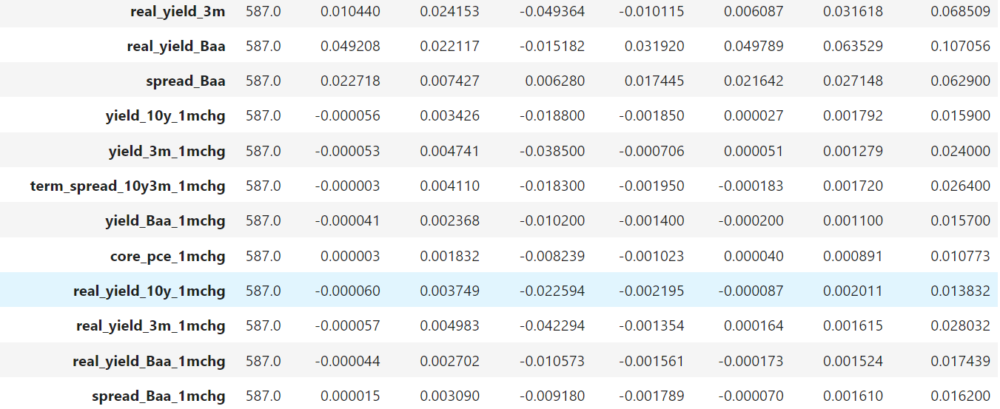 real_yield_3m 587.0 0.010440 0.024153 -0.049364 -0.010115 0.006087 0.031618 0.068509
real_yield_Baa 587.0 0.049208 0.022117 -0.015182 0.031920 0.049789 0.063529 0.107056
spread_Baa 587.0 0.022718 0.007427 0.006280 0.017445 0.021642 0.027148 0.062900
yield_10y_1mchg 587.0 -0.000056 0.003426 -0.018800 -0.001850 0.000027 0.001792 0.015900
yield_3m_1mchg 587.0 -0.000053 0.004741 -0.038500 -0.000706 0.000051 0.001279 0.024000
term_spread_10y3m_1mchg 587.0 -0.000003 0.004110 -0.018300 -0.001950 -0.000183 0.001720 0.026400
yield_Baa_1mchg 587.0 -0.000041 0.002368 -0.010200 -0.001400 -0.000200 0.001100 0.015700
core_pce_1mchg 587.0 0.000003 0.001832 -0.008239 -0.001023 0.000040 0.000891 0.010773
real_yield_10y_1mchg 587.0 -0.000060 0.003749 -0.022594 -0.002195 -0.000087 0.002011 0.013832
real_yield_3m_1mchg 587.0 -0.000057 0.004983 -0.042294 -0.001354 0.000164 0.001615 0.028032
real_yield_Baa_1mchg 587.0 -0.000044 0.002702 -0.010573 -0.001561 -0.000173 0.001524 0.017439
spread_Baa_1mchg 587.0 0.000015 0.003090 -0.009180 -0.001789 -0.000070 0.001610 0.016200